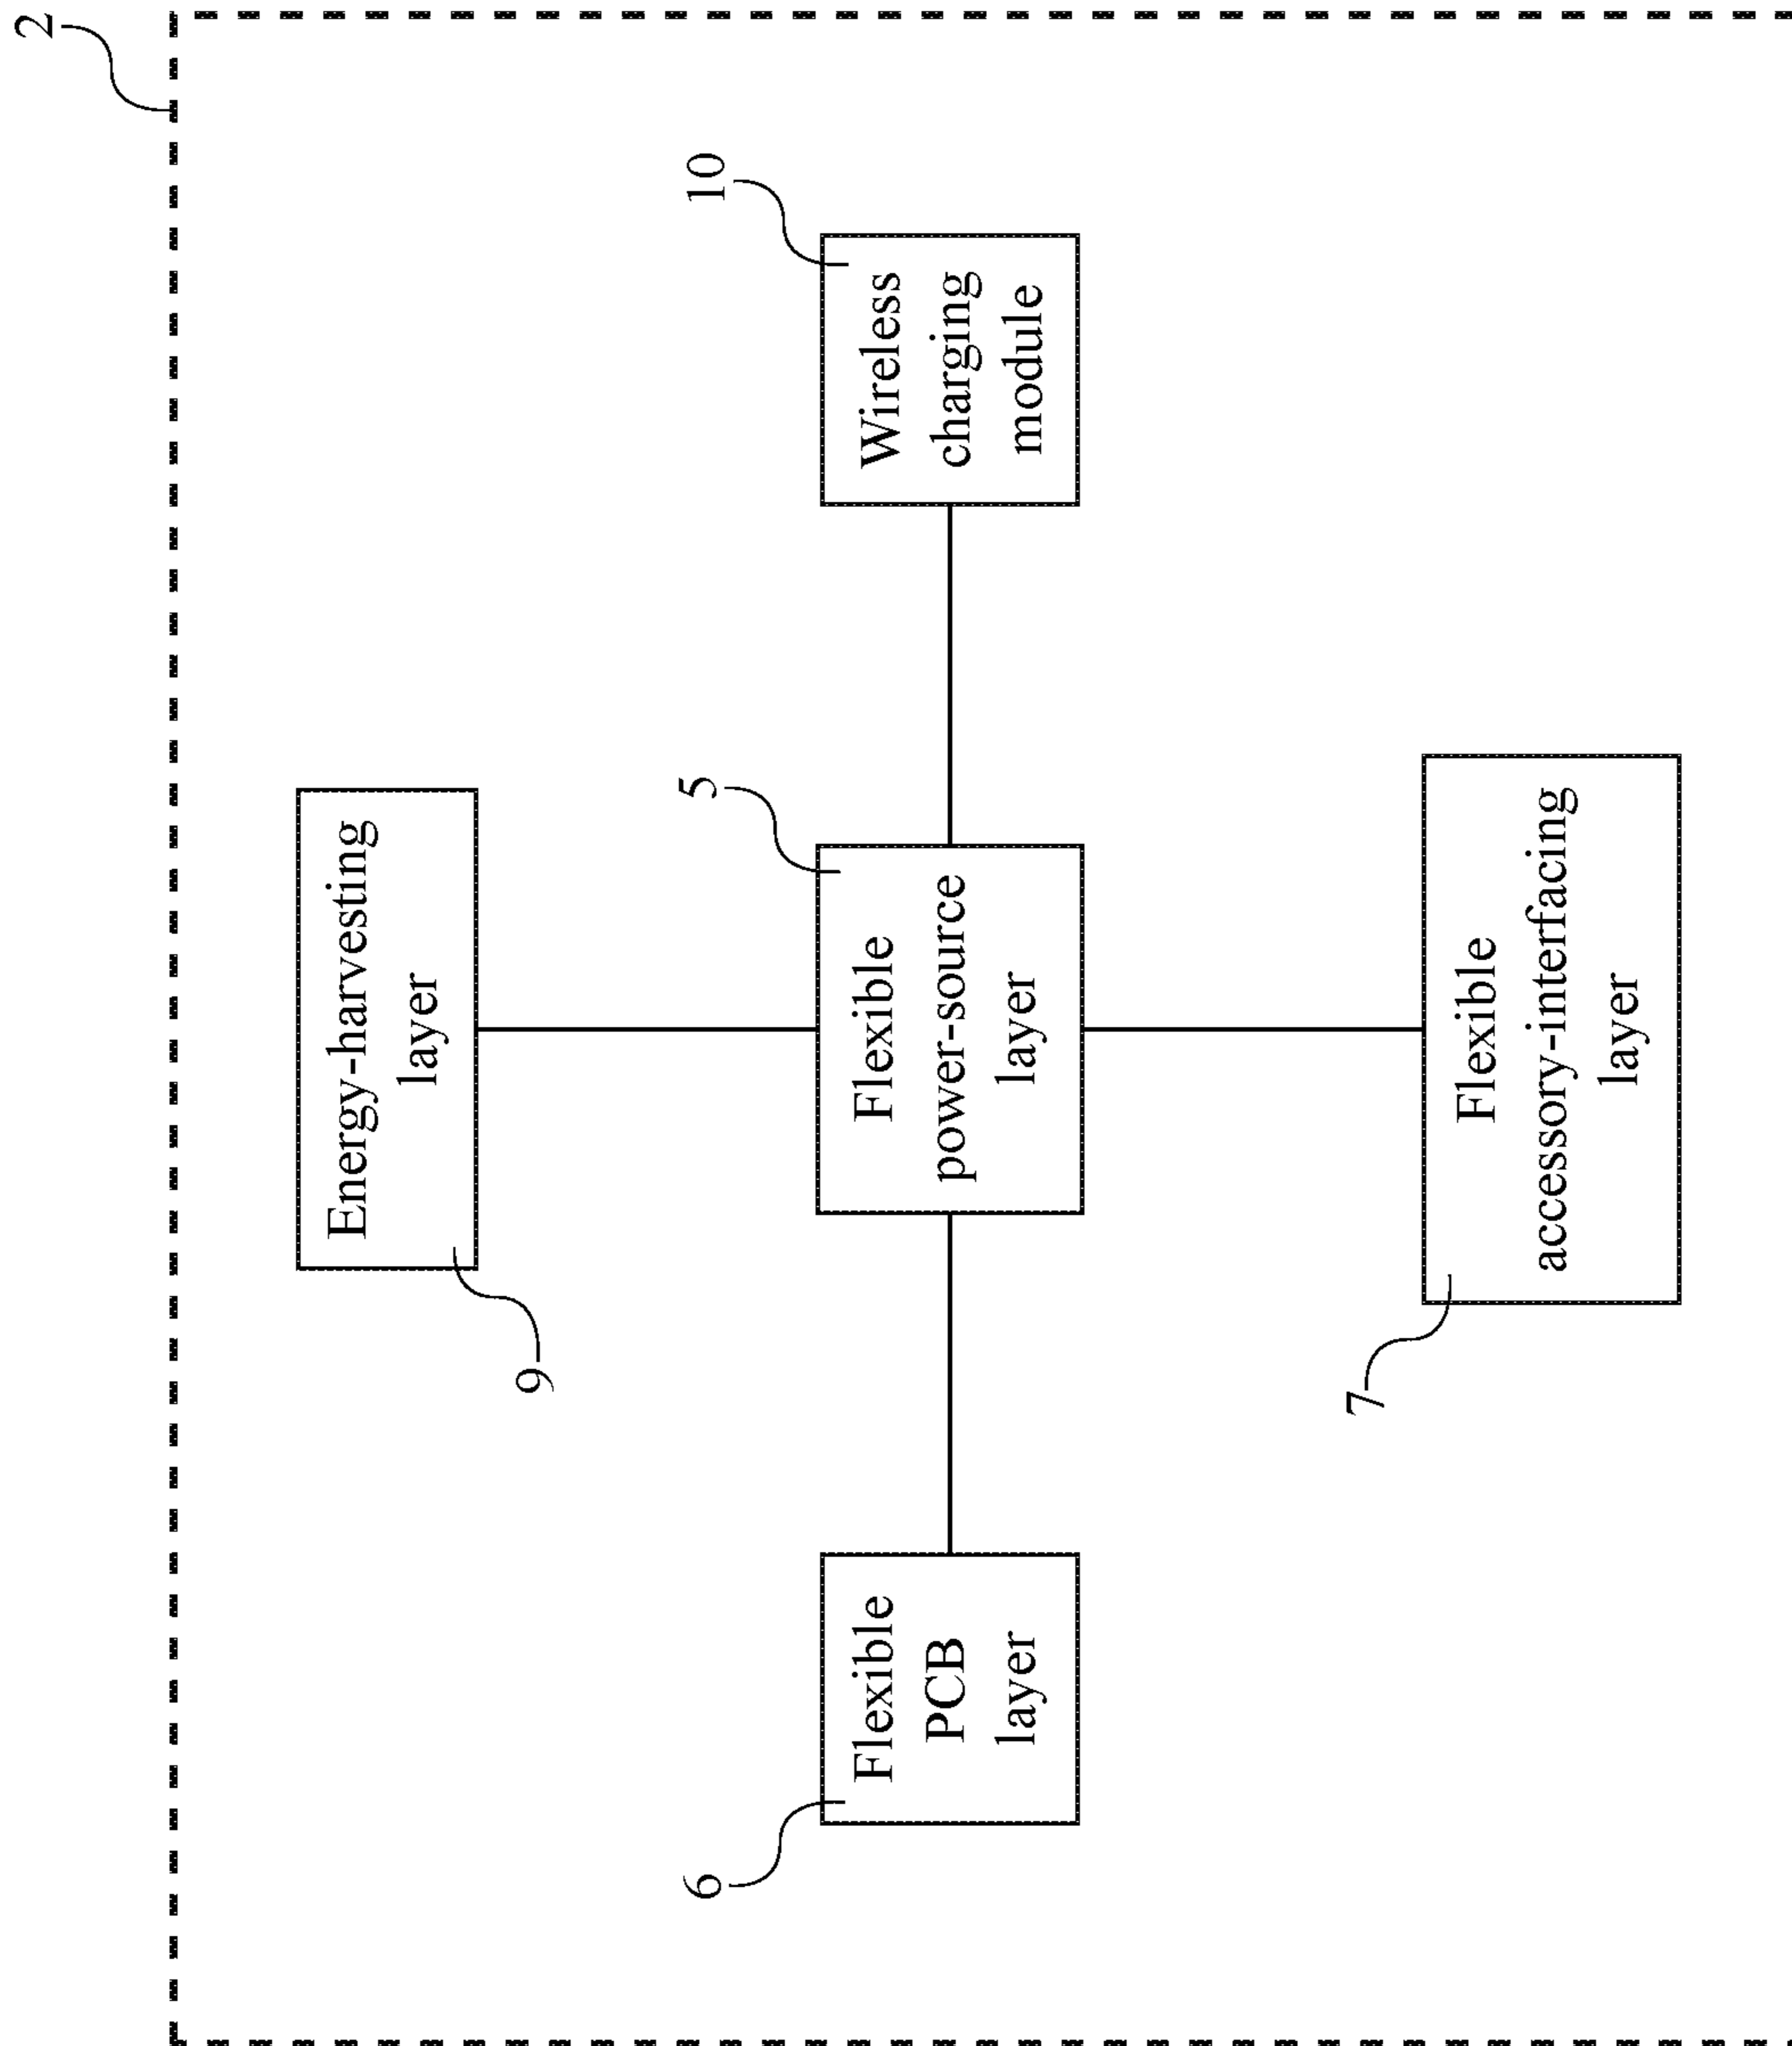 2
Energy-harvesting
layer
9
10
Wireless
charging
module
5
Flexible
power-source
layer
6
Flexible
PCB
layer
7
Flexible
accessory-interfacing
layer